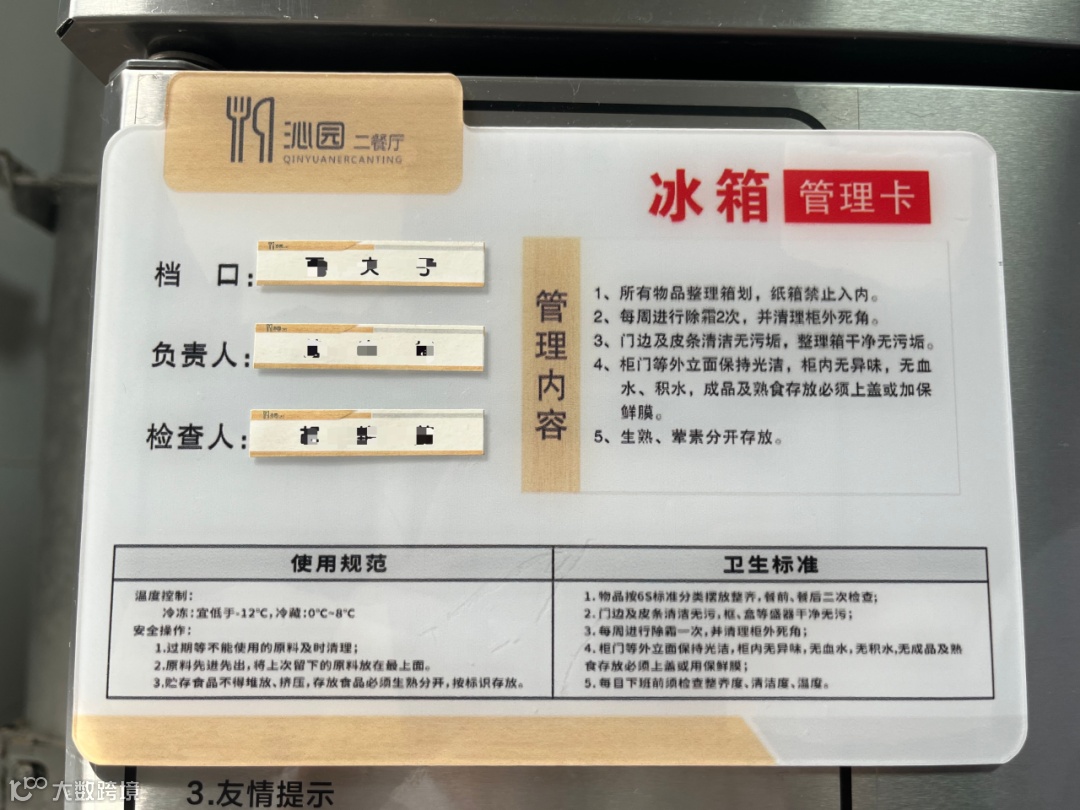 沁园 二餐厅
QINYUANERCANTING
冰箱 管理卡
档 口：
负责人：
检查人：
管理内容
1、所有物品整理箱划，纸箱禁止入内。
2、每周进行除霜2次，并清理柜外死角。
3、门边及皮条清洁无污垢，整理箱干净无污垢。
4、柜门等外立面保持光洁，柜内无异味，无血
水、积水，成品及熟食存放必须上盖或加保
鲜膜。
5、生熟、荤素分开存放。
使用规范
温度控制：
冷冻：宜低于-12℃，冷藏：0℃~8℃
安全操作：
1.过期等不能使用的原料及时清理；
2.原料先进先出，将上次留下的原料放在最上面。
3.贮存食品不得堆放、挤压，存放食品必须生熟分开，按标识存放。
卫生标准
1.物品按6S标准分类摆放整齐，餐前、餐后二次检查；
2.门边及皮条清洁无污，框、盒等盛器干净无污；
3.每周进行除霜一次，并清理柜外死角；
4.柜门等外立面保持光洁，柜内无异味，无血水，无积水，无成品及熟
食存放必须上盖或用保鲜膜；
5.每日下班前须检查整齐度、清洁度、温度。
3.友情提示
大数跨境